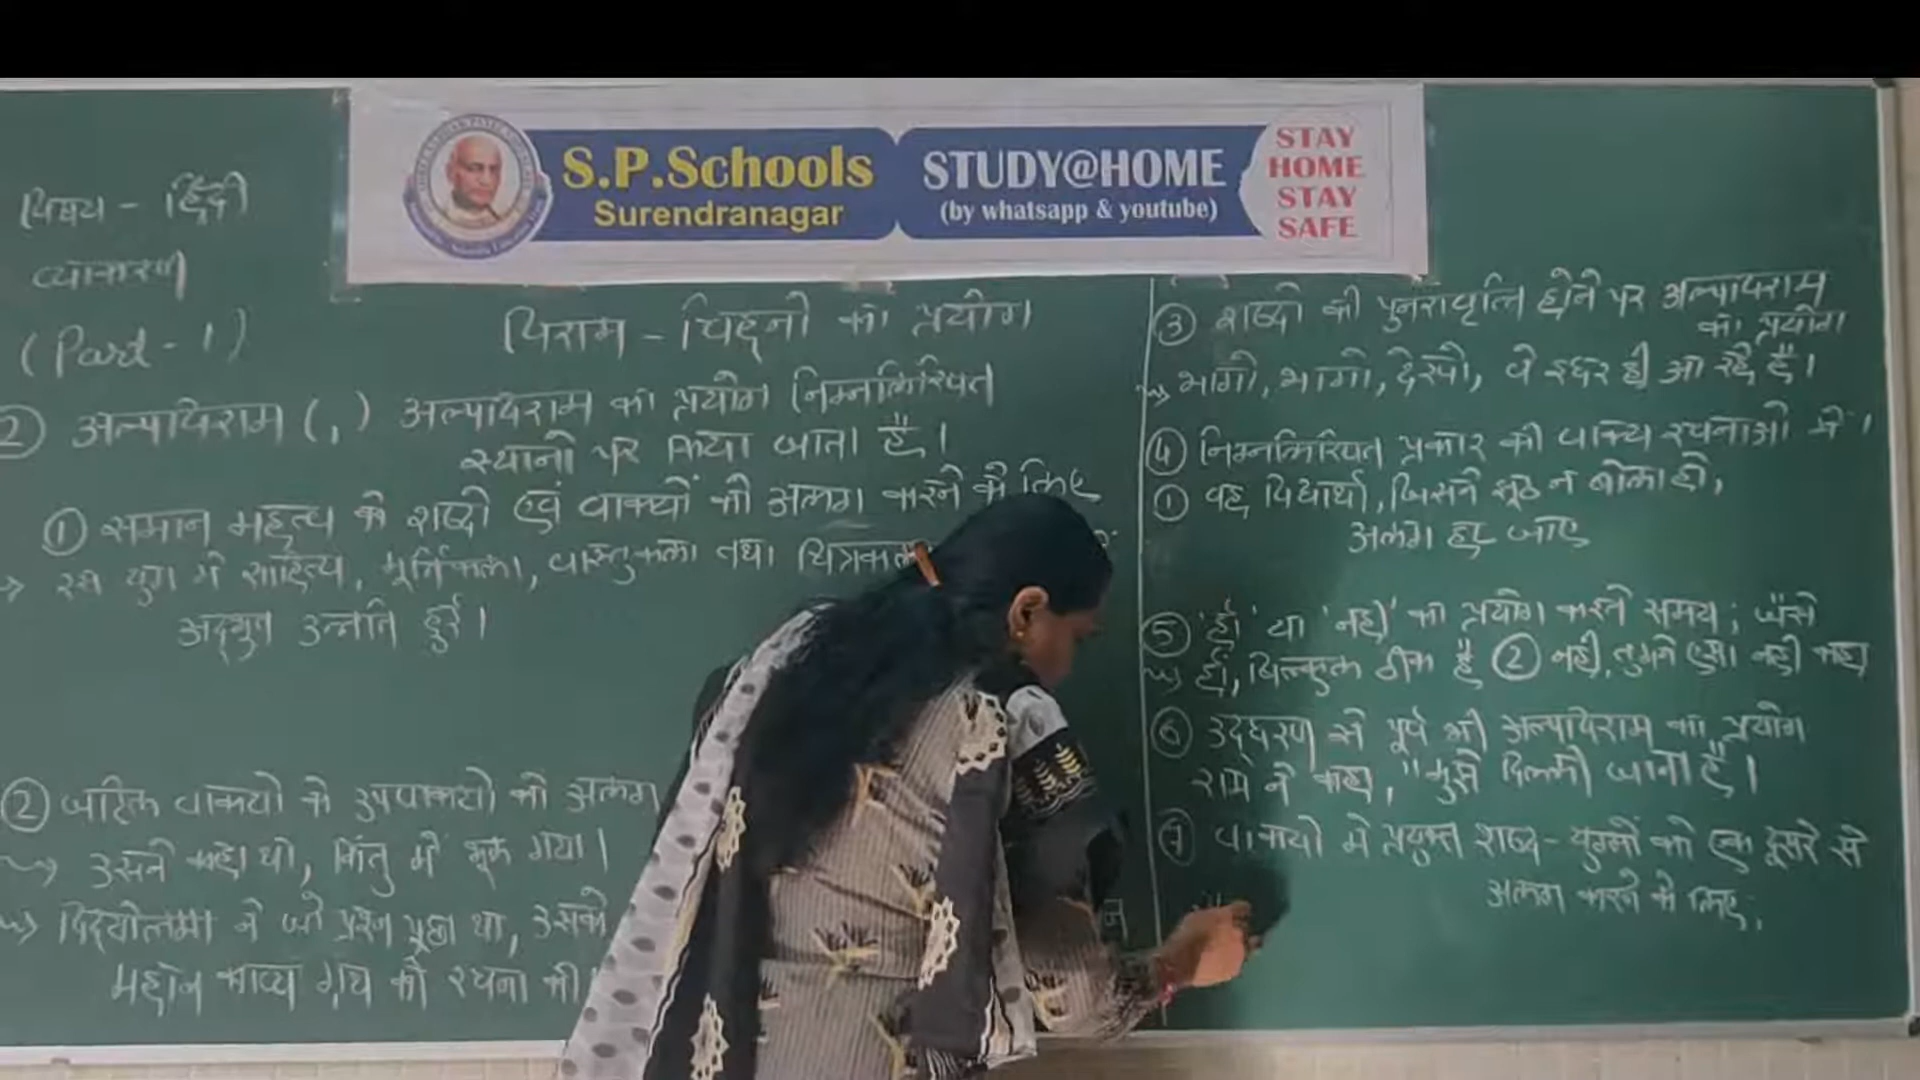 S.P.Schools
Surendranagar
STUDY@HOME
(by whatsapp & youtube)
STAY
HOME
STAY
SAFE
विषय - हिंदी
व्याकरण
(Part - 1)
विराम - चिह्नों का प्रयोग
② अल्पविराम (,) अल्पविराम का प्रयोग निम्नलिखित
स्थानों पर किया जाता है।
① समान महत्व के शब्दों एवं वाक्यों को अलग करने के लिए
→ इस युग में साहित्य, मूर्तिकला, वास्तुकला तथा
अद्भुत उन्नति हुई।
② जटिल वाक्यों के उपवाक्यों को अलग
उसने कहा था, किंतु मैं भूल गया।
विद्योत्तमा ने जो प्रश्न पूछा था, उसके
महान काव्य ग्रंथ की रचना की
③ शब्दों की पुनरावृत्ति होने पर अल्पविराम
का प्रयोग
भागो, भागो, देखो, वे इधर ही आ रहे हैं।
④ निम्नलिखित प्रकार की वाक्य रचनाओं में।
① वह विद्यार्थी, जिसने झूठ न बोला हो,
अलग हट जाए
⑤ 'हाँ' या 'नहीं' का प्रयोग करते समय; जैसे
हाँ, बिल्कुल ठीक है ② नहीं, तुमने ऐसा नहीं कहा
⑥ उद्धरण से पूर्व भी अल्पविराम का प्रयोग
राम ने कहा, "मुझे दिल्ली जाना है"।
⑦ वाक्यों में प्रयुक्त शब्द - युग्मों को एक दूसरे से
अलग करने के लिए;